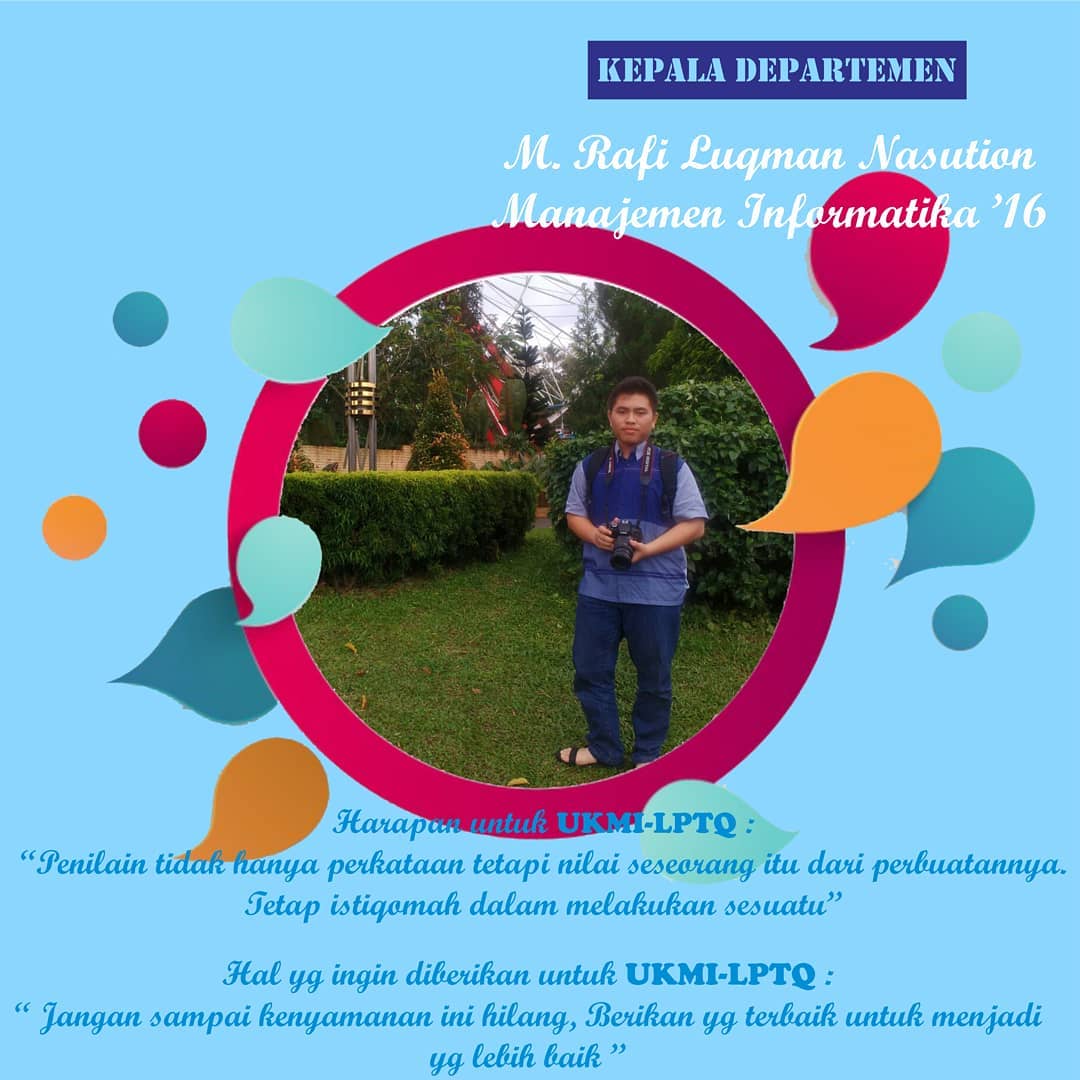 KEPALA DEPARTEMEN
M. Rafi Luqman Nasution
Manajemen Informatika ’16
Harapan untuk UKMI-LPTQ :
“Penilain tidak hanya perkataan tetapi nilai seseorang itu dari perbuatannya.
Tetap istiqomah dalam melakukan sesuatu”
Hal yg ingin diberikan untuk UKMI-LPTQ :
“ Jangan sampai kenyamanan ini hilang, Berikan yg terbaik untuk menjadi
yg lebih baik ”